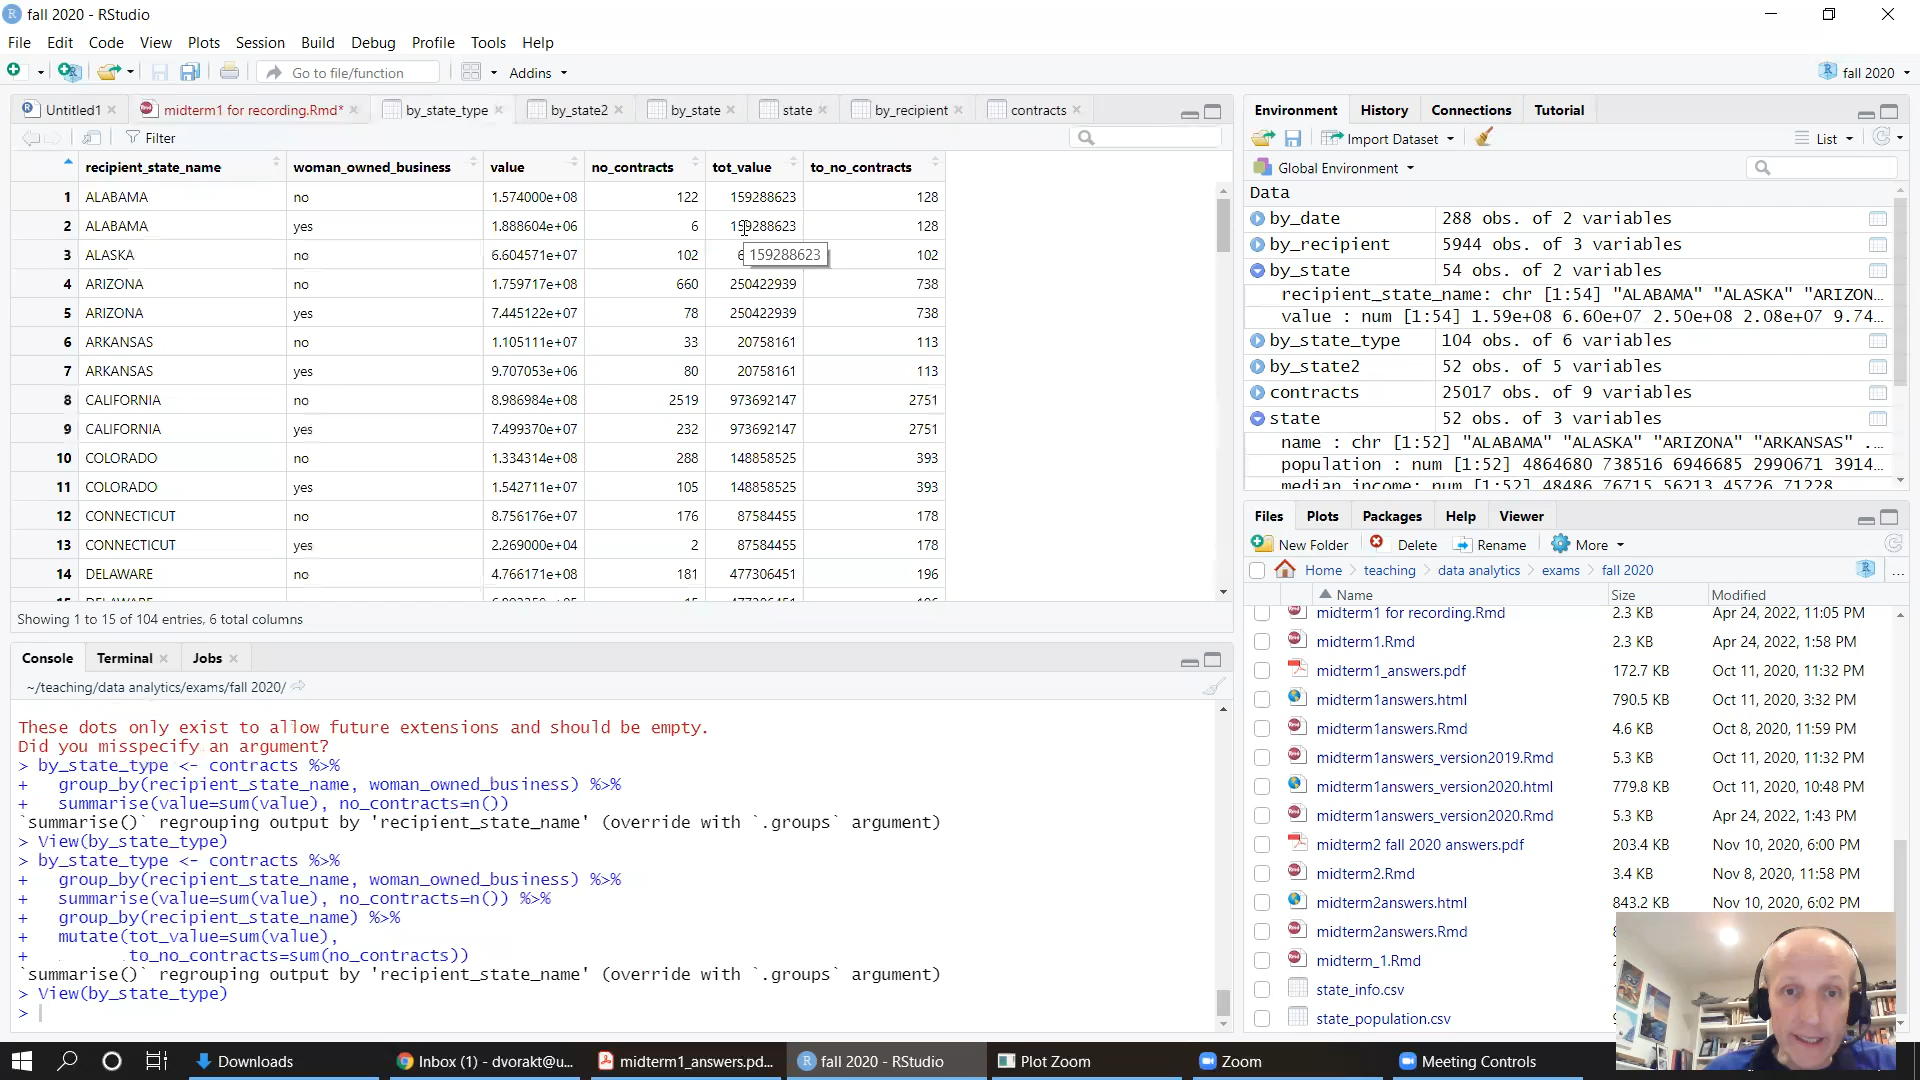 fall 2020 - RStudio
File Edit Code View Plots Session Build Debug Profile Tools Help
Go to file/function Addins fall 2020
Untitled1 midterm1 for recording.Rmd* by_state_type by_state2 by_state state by_recipient contracts
Filter
recipient_state_name woman_owned_business value no_contracts tot_value to_no_contracts
1 ALABAMA no 1.574000e+08 122 159288623 128
2 ALABAMA yes 1.888604e+06 6 159288623 128
3 ALASKA no 6.604571e+07 102 6 102
159288623
4 ARIZONA no 1.759717e+08 660 250422939 738
5 ARIZONA yes 7.445122e+07 78 250422939 738
6 ARKANSAS no 1.105111e+07 33 20758161 113
7 ARKANSAS yes 9.707053e+06 80 20758161 113
8 CALIFORNIA no 8.986984e+08 2519 973692147 2751
9 CALIFORNIA yes 7.499370e+07 232 973692147 2751
10 COLORADO no 1.334314e+08 288 148858525 393
11 COLORADO yes 1.542711e+07 105 148858525 393
12 CONNECTICUT no 8.756176e+07 176 87584455 178
13 CONNECTICUT yes 2.269000e+04 2 87584455 178
14 DELAWARE no 4.766171e+08 181 477306451 196
Showing 1 to 15 of 104 entries, 6 total columns
Console Terminal Jobs
~/teaching/data analytics/exams/fall 2020/
These dots only exist to allow future extensions and should be empty.
Did you misspecify an argument?
> by_state_type <- contracts %>%
+ group_by(recipient_state_name, woman_owned_business) %>%
+ summarise(value=sum(value), no_contracts=n())
`summarise()` regrouping output by 'recipient_state_name' (override with `.groups` argument)
> View(by_state_type)
> by_state_type <- contracts %>%
+ group_by(recipient_state_name, woman_owned_business) %>%
+ summarise(value=sum(value), no_contracts=n()) %>%
+ group_by(recipient_state_name) %>%
+ mutate(tot_value=sum(value),
+ to_no_contracts=sum(no_contracts))
`summarise()` regrouping output by 'recipient_state_name' (override with `.groups` argument)
> View(by_state_type)
>
Environment History Connections Tutorial
Import Dataset List
Global Environment
Data
by_date 288 obs. of 2 variables
by_recipient 5944 obs. of 3 variables
by_state 54 obs. of 2 variables
recipient_state_name: chr [1:54] "ALABAMA" "ALASKA" "ARIZON…
value : num [1:54] 1.59e+08 6.60e+07 2.50e+08 2.08e+07 9.74…
by_state_type 104 obs. of 6 variables
by_state2 52 obs. of 5 variables
contracts 25017 obs. of 9 variables
state 52 obs. of 3 variables
name : chr [1:52] "ALABAMA" "ALASKA" "ARIZONA" "ARKANSAS" ...
population : num [1:52] 4864680 738516 6946685 2990671 3914…
median income: num [1:52] 48486 76715 56213 45726 71228
Files Plots Packages Help Viewer
New Folder Delete Rename More
Home teaching data analytics exams fall 2020 ...
Name Size Modified
midterm1 for recording.Rmd 2.3 KB Apr 24, 2022, 11:05 PM
midterm1.Rmd 2.3 KB Apr 24, 2022, 1:58 PM
midterm1_answers.pdf 172.7 KB Oct 11, 2020, 11:32 PM
midterm1answers.html 790.5 KB Oct 11, 2020, 3:32 PM
midterm1answers.Rmd 4.6 KB Oct 8, 2020, 11:59 PM
midterm1answers_version2019.Rmd 5.3 KB Oct 11, 2020, 11:32 PM
midterm1answers_version2020.html 779.8 KB Oct 11, 2020, 10:48 PM
midterm1answers_version2020.Rmd 5.3 KB Apr 24, 2022, 1:43 PM
midterm2 fall 2020 answers.pdf 203.4 KB Nov 10, 2020, 6:00 PM
midterm2.Rmd 3.4 KB Nov 8, 2020, 11:58 PM
midterm2answers.html 843.2 KB Nov 10, 2020, 6:02 PM
midterm2answers.Rmd
midterm_1.Rmd
state_info.csv
state_population.csv
Downloads Inbox (1) - dvorakt@u... midterm1_answers.pd... fall 2020 - RStudio Plot Zoom Zoom Meeting Controls